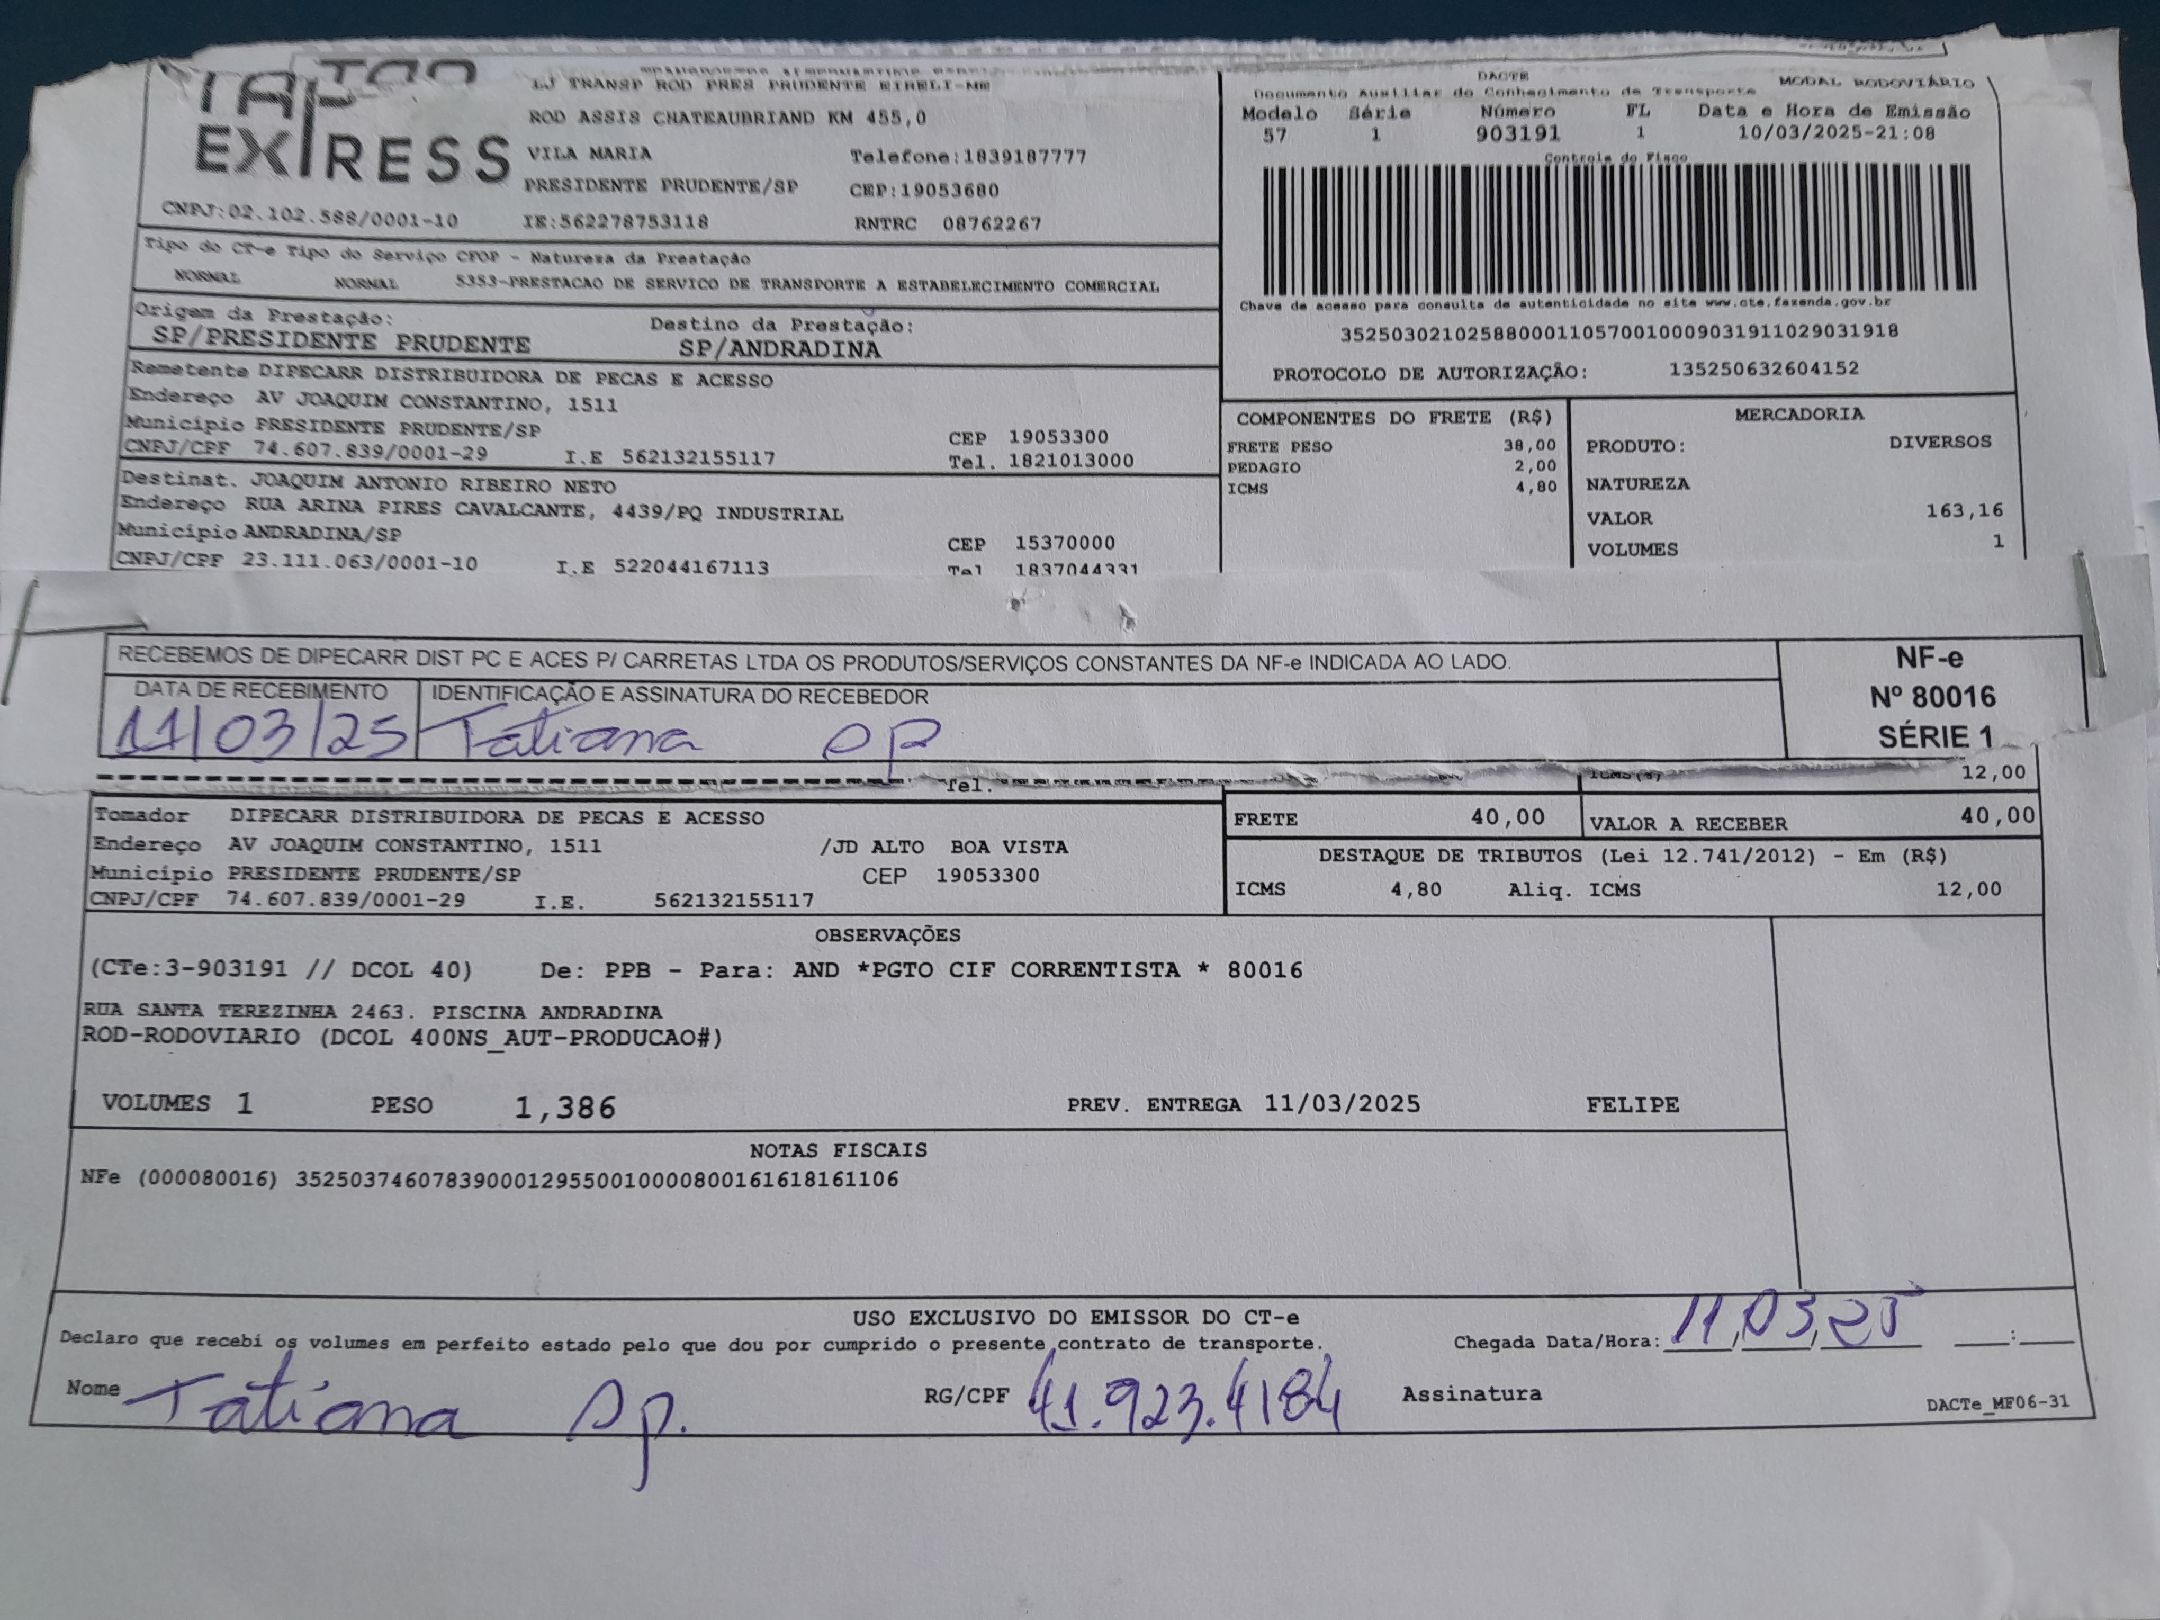 EXPRESS
LJ TRANSP ROD PRES PRUDENTE EIRELI-ME
ROD ASSIS CHATEAUBRIAND KM 455,0
VILA MARIA Telefone:1839187777
PRESIDENTE PRUDENTE/SP CEP:19053680
CNPJ:02.102.588/0001-10 IE:562278753118 RNTRC 08762267
DACTE MODAL RODOVIÁRIO
Documento Auxiliar do Conhecimento de Transporte
Modelo Série Número FL Data e Hora de Emissão
57 1 903191 1 10/03/2025-21:08
Controle do Fisco
Chave de acesso para consulta de autenticidade no site www.cte.fazenda.gov.br
35250302102588000110570010009031911029031918
PROTOCOLO DE AUTORIZAÇÃO: 135250632604152
Tipo do CT-e Tipo do Serviço CFOP - Natureza da Prestação
NORMAL NORMAL 5353-PRESTACAO DE SERVICO DE TRANSPORTE A ESTABELECIMENTO COMERCIAL
Origem da Prestação: Destino da Prestação:
SP/PRESIDENTE PRUDENTE SP/ANDRADINA
Remetente DIPECARR DISTRIBUIDORA DE PECAS E ACESSO
Endereço AV JOAQUIM CONSTANTINO, 1511
Município PRESIDENTE PRUDENTE/SP CEP 19053300
CNPJ/CPF 74.607.839/0001-29 I.E 562132155117 Tel. 1821013000
Destinat. JOAQUIM ANTONIO RIBEIRO NETO
Endereço RUA ARINA PIRES CAVALCANTE, 4439/PQ INDUSTRIAL
Município ANDRADINA/SP CEP 15370000
CNPJ/CPF 23.111.063/0001-10 I.E 522044167113 Tel 1837044331
COMPONENTES DO FRETE (R$)
FRETE PESO 38,00
PEDAGIO 2,00
ICMS 4,80
MERCADORIA
PRODUTO: DIVERSOS
NATUREZA
VALOR 163,16
VOLUMES 1
RECEBEMOS DE DIPECARR DIST PC E ACES P/ CARRETAS LTDA OS PRODUTOS/SERVIÇOS CONSTANTES DA NF-e INDICADA AO LADO.
DATA DE RECEBIMENTO IDENTIFICAÇÃO E ASSINATURA DO RECEBEDOR
11/03/25 Tatiana
NF-e
Nº 80016
SÉRIE 1
Tel. ICMS(%) 12,00
Tomador DIPECARR DISTRIBUIDORA DE PECAS E ACESSO
Endereço AV JOAQUIM CONSTANTINO, 1511 /JD ALTO BOA VISTA
Município PRESIDENTE PRUDENTE/SP CEP 19053300
CNPJ/CPF 74.607.839/0001-29 I.E. 562132155117
FRETE 40,00 VALOR A RECEBER 40,00
DESTAQUE DE TRIBUTOS (Lei 12.741/2012) - Em (R$)
ICMS 4,80 Aliq. ICMS 12,00
OBSERVAÇÕES
(CTe:3-903191 // DCOL 40) De: PPB - Para: AND *PGTO CIF CORRENTISTA * 80016
RUA SANTA TEREZINHA 2463. PISCINA ANDRADINA
ROD-RODOVIARIO (DCOL 400NS_AUT-PRODUCAO#)
VOLUMES 1 PESO 1,386 PREV. ENTREGA 11/03/2025 FELIPE
NOTAS FISCAIS
NFe (000080016) 35250374607839000129550010000800161618161106
USO EXCLUSIVO DO EMISSOR DO CT-e
Declaro que recebi os volumes em perfeito estado pelo que dou por cumprido o presente contrato de transporte. Chegada Data/Hora: 11,03,25 :
Nome Tatiana RG/CPF 41.923.4184 Assinatura
DACTe_MF06-31